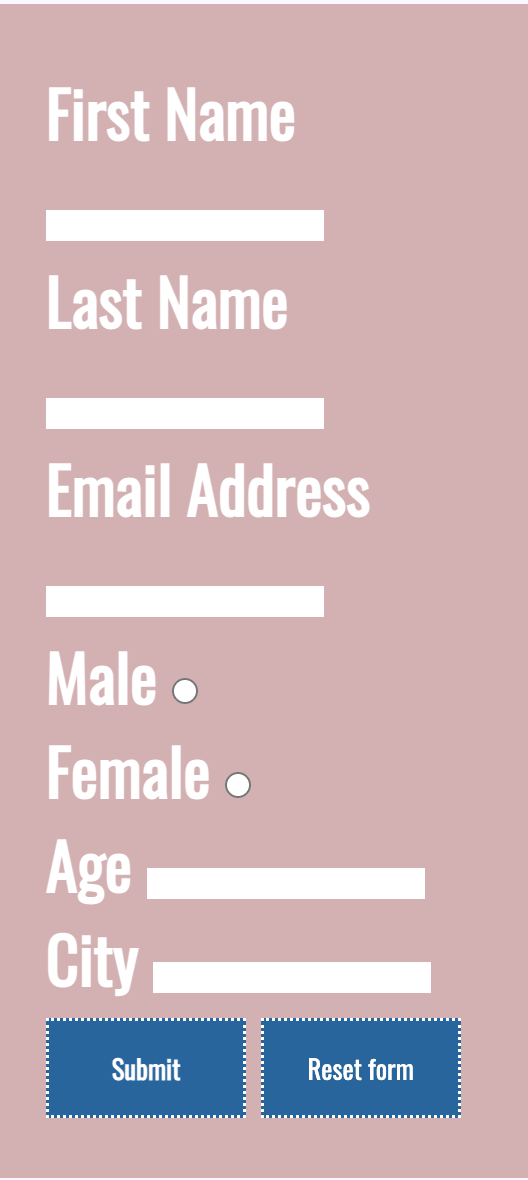 First Name
Last Name
Email Address
Male
Female
Age
City
Submit Reset form